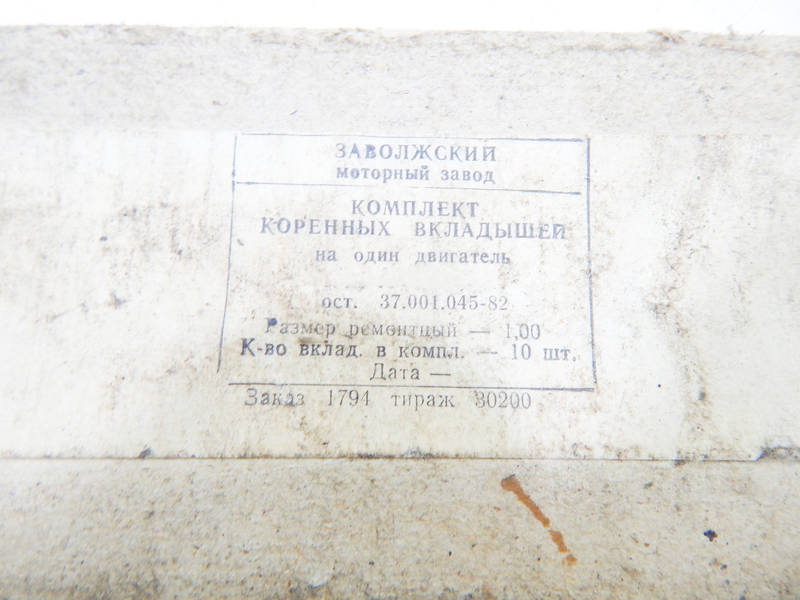 ЗАВОЛЖСКИЙ
моторный завод
КОМПЛЕКТ
КОРЕННЫХ ВКЛАДЫШЕЙ
на один двигатель
ост. 37.001.045-82
Размер ремонтный — 1,00
К-во вклад. в компл. — 10 шт.
Дата —
Заказ 1794 тираж 30200